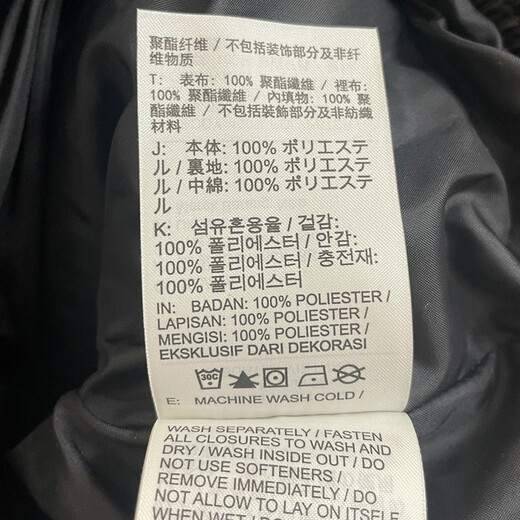 聚酯纤维 / 不包括装饰部分及非纤
维物质
T: 表布: 100% 聚酯纖維 / 裡布:
100% 聚酯纖維 / 內填物: 100% 聚
酯纖維 / 不包括裝飾部分及非紡織
材料
J: 本体: 100% ポリエステ
ル / 裏地: 100% ポリエステ
ル / 中綿: 100% ポリエステ
ル
K: 섬유혼용율 / 겉감:
100% 폴리에스터 / 안감:
100% 폴리에스터 / 충전재:
100% 폴리에스터
IN: BADAN: 100% POLIESTER /
LAPISAN: 100% POLIESTER /
MENGISI: 100% POLIESTER /
EKSKLUSIF DARI DEKORASI
30C
E: MACHINE WASH COLD /
WASH SEPARATELY / FASTEN
ALL CLOSURES TO WASH AND
DRY / WASH INSIDE OUT / DO
NOT USE SOFTENERS /
REMOVE IMMEDIATELY / DO
NOT ALLOW TO LAY ON ITSELF
WHEN WET / DO